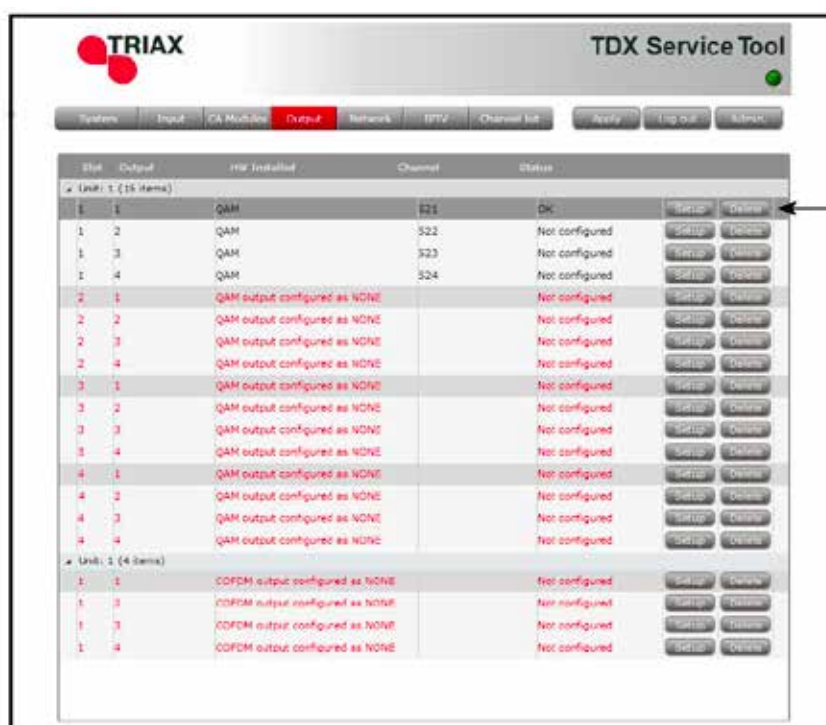 TRIAX
TDX Service Tool
System Input CA Modules Output Network IPTV Channel list Apply Log out Admin.
Slot Output HW Installed Channel Status
Unit: 1 (16 items)
1 1 QAM S21 OK Setup Delete
1 2 QAM S22 Not configured Setup Delete
1 3 QAM S23 Not configured Setup Delete
1 4 QAM S24 Not configured Setup Delete
2 1 QAM output configured as NONE Not configured Setup Delete
2 2 QAM output configured as NONE Not configured Setup Delete
2 3 QAM output configured as NONE Not configured Setup Delete
2 4 QAM output configured as NONE Not configured Setup Delete
3 1 QAM output configured as NONE Not configured Setup Delete
3 2 QAM output configured as NONE Not configured Setup Delete
3 3 QAM output configured as NONE Not configured Setup Delete
3 4 QAM output configured as NONE Not configured Setup Delete
4 1 QAM output configured as NONE Not configured Setup Delete
4 2 QAM output configured as NONE Not configured Setup Delete
4 3 QAM output configured as NONE Not configured Setup Delete
4 4 QAM output configured as NONE Not configured Setup Delete
Unit: 1 (4 items)
1 1 COFDM output configured as NONE Not configured Setup Delete
1 2 COFDM output configured as NONE Not configured Setup Delete
1 3 COFDM output configured as NONE Not configured Setup Delete
1 4 COFDM output configured as NONE Not configured Setup Delete